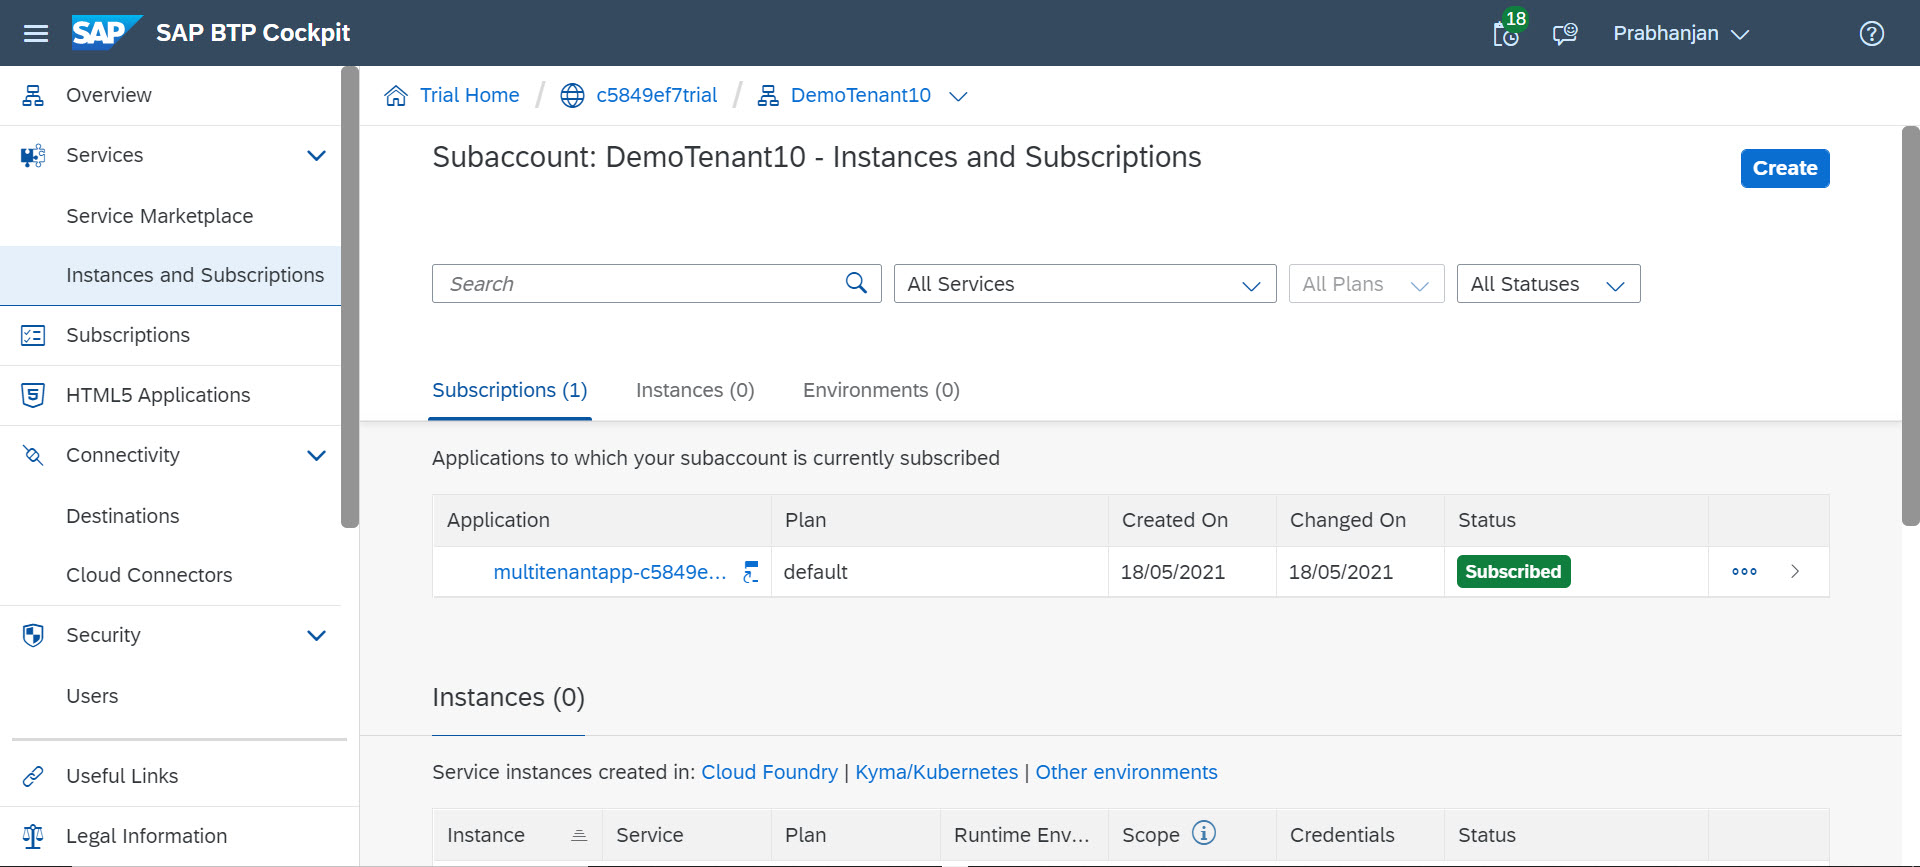 SAP SAP BTP Cockpit
18
Prabhanjan
Overview
Services
Service Marketplace
Instances and Subscriptions
Subscriptions
HTML5 Applications
Connectivity
Destinations
Cloud Connectors
Security
Users
Useful Links
Legal Information
Trial Home / c5849ef7trial / DemoTenant10
Subaccount: DemoTenant10 - Instances and Subscriptions
Create
Search
All Services
All Plans
All Statuses
Subscriptions (1) Instances (0) Environments (0)
Applications to which your subaccount is currently subscribed
Application Plan Created On Changed On Status
multitenantapp-c5849e... default 18/05/2021 18/05/2021 Subscribed
Instances (0)
Service instances created in: Cloud Foundry | Kyma/Kubernetes | Other environments
Instance Service Plan Runtime Env... Scope Credentials Status